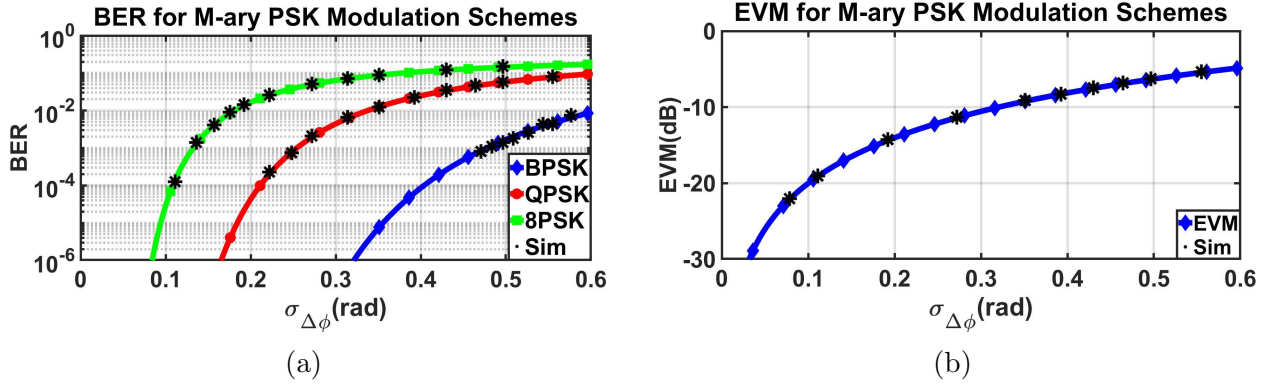 BER for M-ary PSK Modulation Schemes
10^0
10^-2
10^-4
10^-6
BER
0 0.1 0.2 0.3 0.4 0.5 0.6
σ_Δϕ(rad)
BPSK
QPSK
8PSK
Sim
(a)
EVM for M-ary PSK Modulation Schemes
0
-10
-20
-30
EVM(dB)
0 0.1 0.2 0.3 0.4 0.5 0.6
σ_Δϕ(rad)
EVM
Sim
(b)